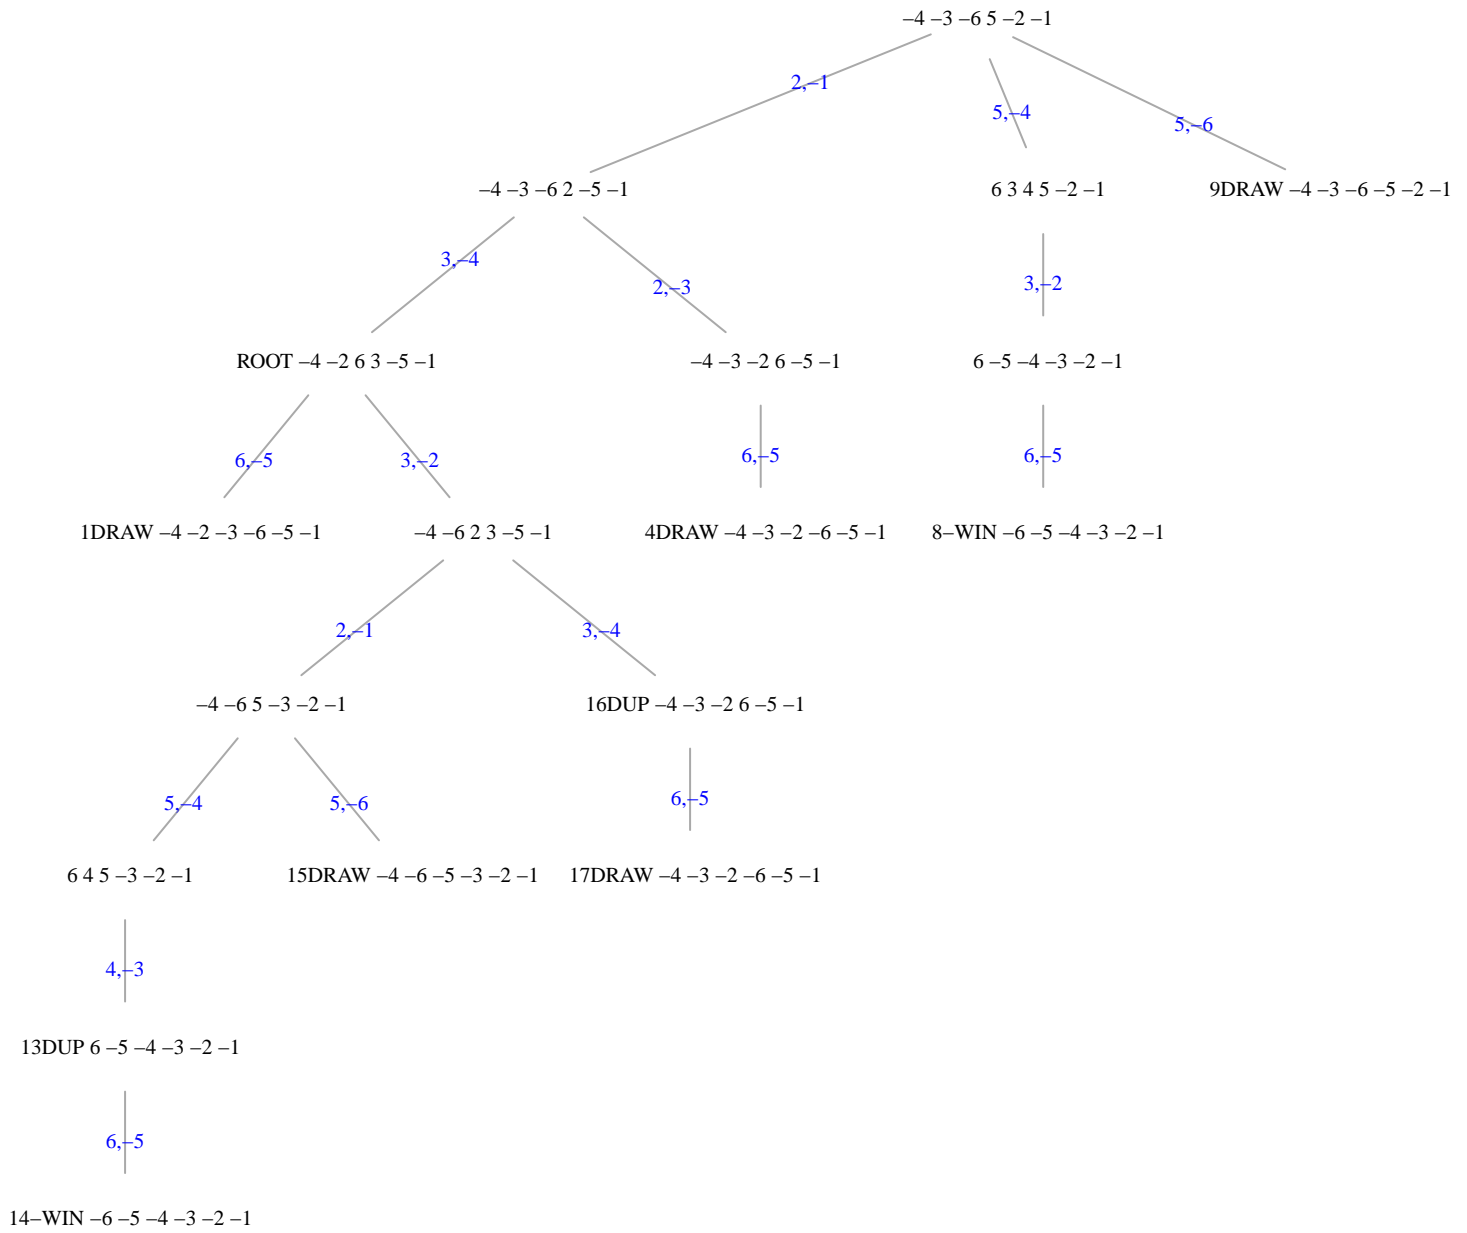 –4 –3 –6 5 –2 –1
2,–1
5,–4
5,–6
–4 –3 –6 2 –5 –1
6 3 4 5 –2 –1
9DRAW –4 –3 –6 –5 –2 –1
3,–4
2,–3
3,–2
ROOT –4 –2 6 3 –5 –1
–4 –3 –2 6 –5 –1
6 –5 –4 –3 –2 –1
6,–5
3,–2
6,–5
6,–5
1DRAW –4 –2 –3 –6 –5 –1
–4 –6 2 3 –5 –1
4DRAW –4 –3 –2 –6 –5 –1
8–WIN –6 –5 –4 –3 –2 –1
2,–1
3,–4
–4 –6 5 –3 –2 –1
16DUP –4 –3 –2 6 –5 –1
5,–4
5,–6
6,–5
6 4 5 –3 –2 –1
15DRAW –4 –6 –5 –3 –2 –1
17DRAW –4 –3 –2 –6 –5 –1
4,–3
13DUP 6 –5 –4 –3 –2 –1
6,–5
14–WIN –6 –5 –4 –3 –2 –1